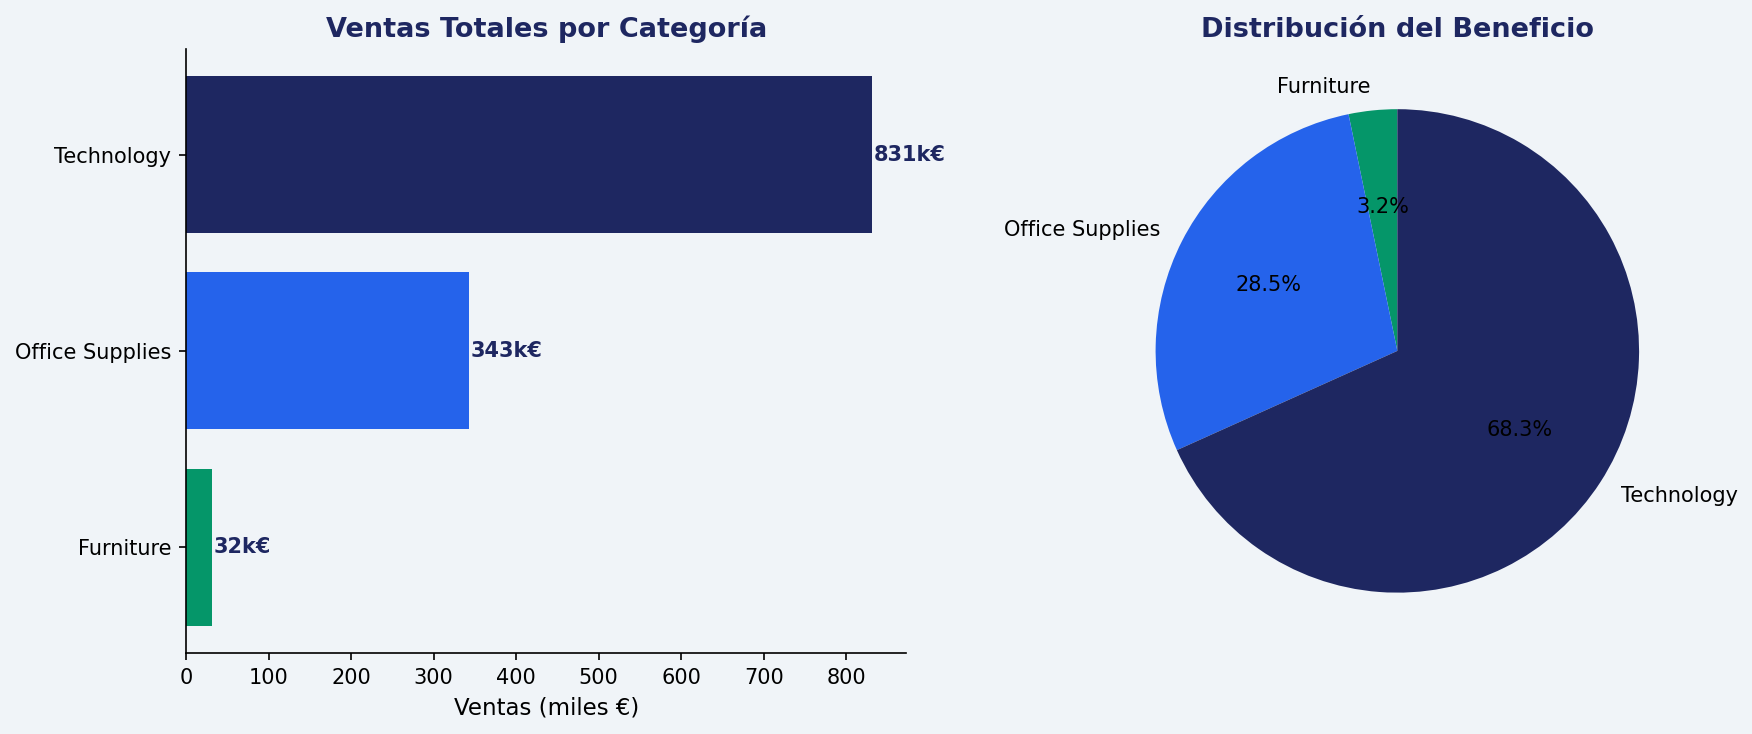 Ventas Totales por Categoría
Technology
831k€
Office Supplies
343k€
Furniture
32k€
0 100 200 300 400 500 600 700 800
Ventas (miles €)
Distribución del Beneficio
Furniture
3.2%
Office Supplies
28.5%
68.3%
Technology